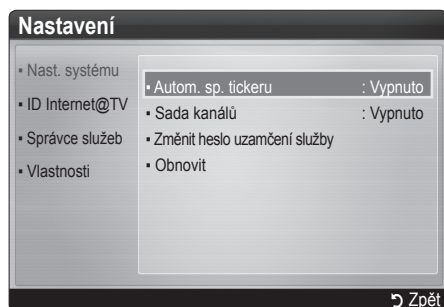 Nastavení
▪ Nast. systému
▪ ID Internet@TV
▪ Správce služeb
▪ Vlastnosti
▪ Autom. sp. tickeru : Vypnuto
▪ Sada kanálů : Vypnuto
▪ Změnit heslo uzamčení služby
▪ Obnovit
Zpět